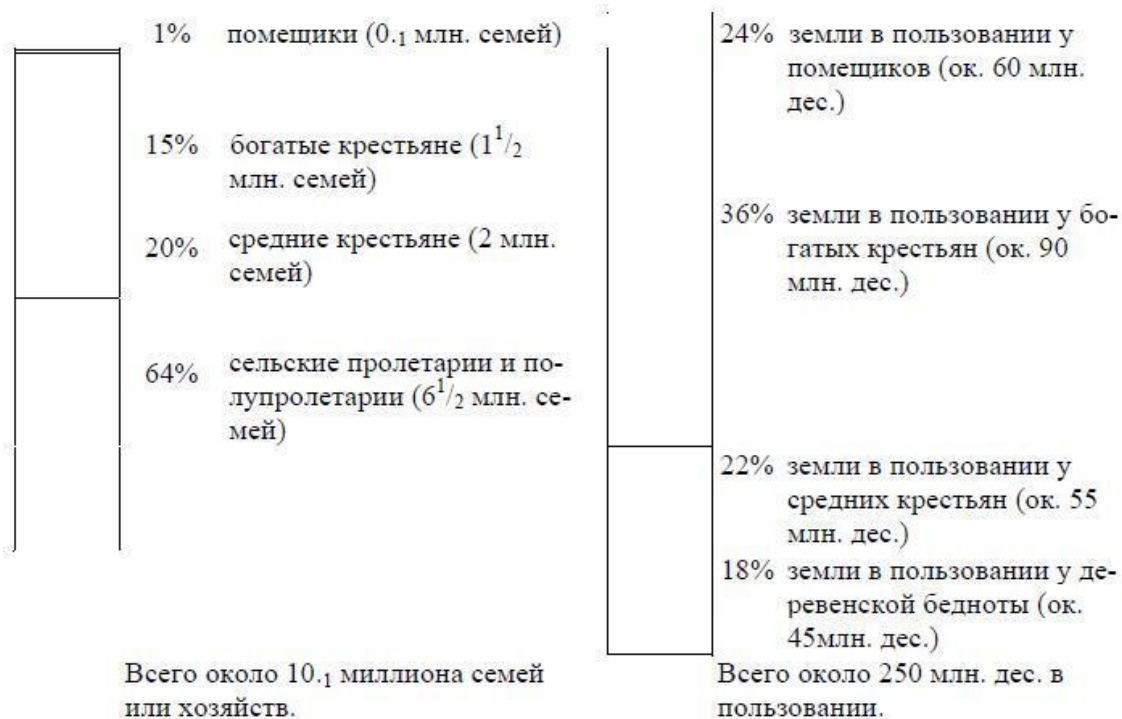 1% помещики (0.₁ млн. семей)
15% богатые крестьяне (1¹/₂
млн. семей)
20% средние крестьяне (2 млн.
семей)
64% сельские пролетарии и по-
лупролетарии (6¹/₂ млн. се-
мей)
Всего около 10.₁ миллиона семей
или хозяйств.
24% земли в пользовании у
помещиков (ок. 60 млн.
дес.)
36% земли в пользовании у бо-
гатых крестьян (ок. 90
млн. дес.)
22% земли в пользовании у
средних крестьян (ок. 55
млн. дес.)
18% земли в пользовании у де-
ревенской бедноты (ок.
45млн. дес.)
Всего около 250 млн. дес. в
пользовании.